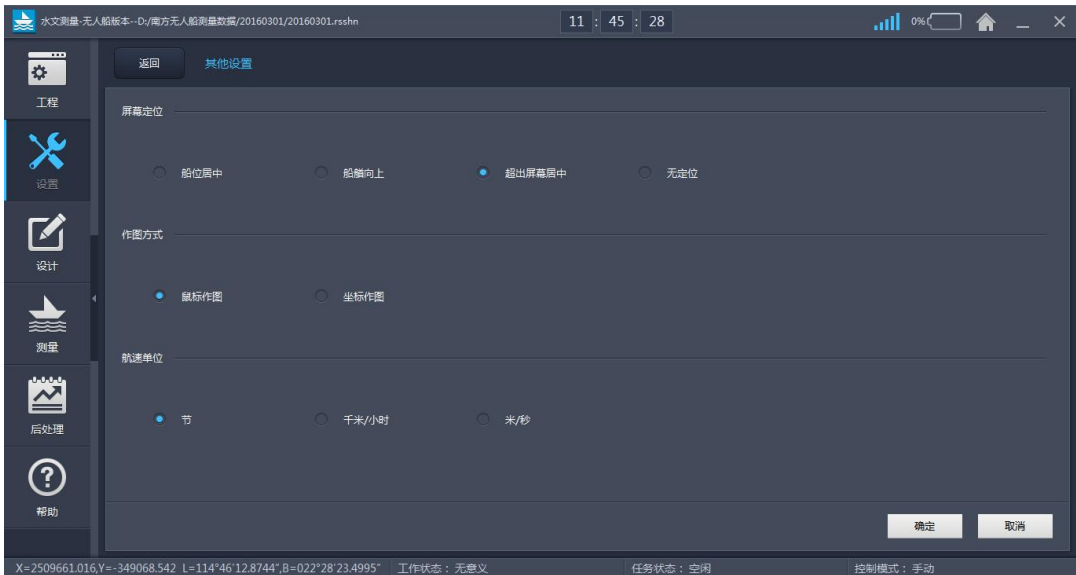 水文测量-无人船版本--D:/南方无人船测量数据/20160301/20160301.rsshn 11 : 45 : 28 0%
工程
设置
设计
测量
后处理
帮助
返回 其他设置
屏幕定位
船位居中 船艏向上 超出屏幕居中 无定位
作图方式
鼠标作图 坐标作图
航速单位
节 千米/小时 米/秒
确定 取消
X=2509661.016,Y=-349068.542 L=114°46'12.8744",B=022°28'23.4995" 工作状态：无意义 任务状态：空闲 控制模式：手动